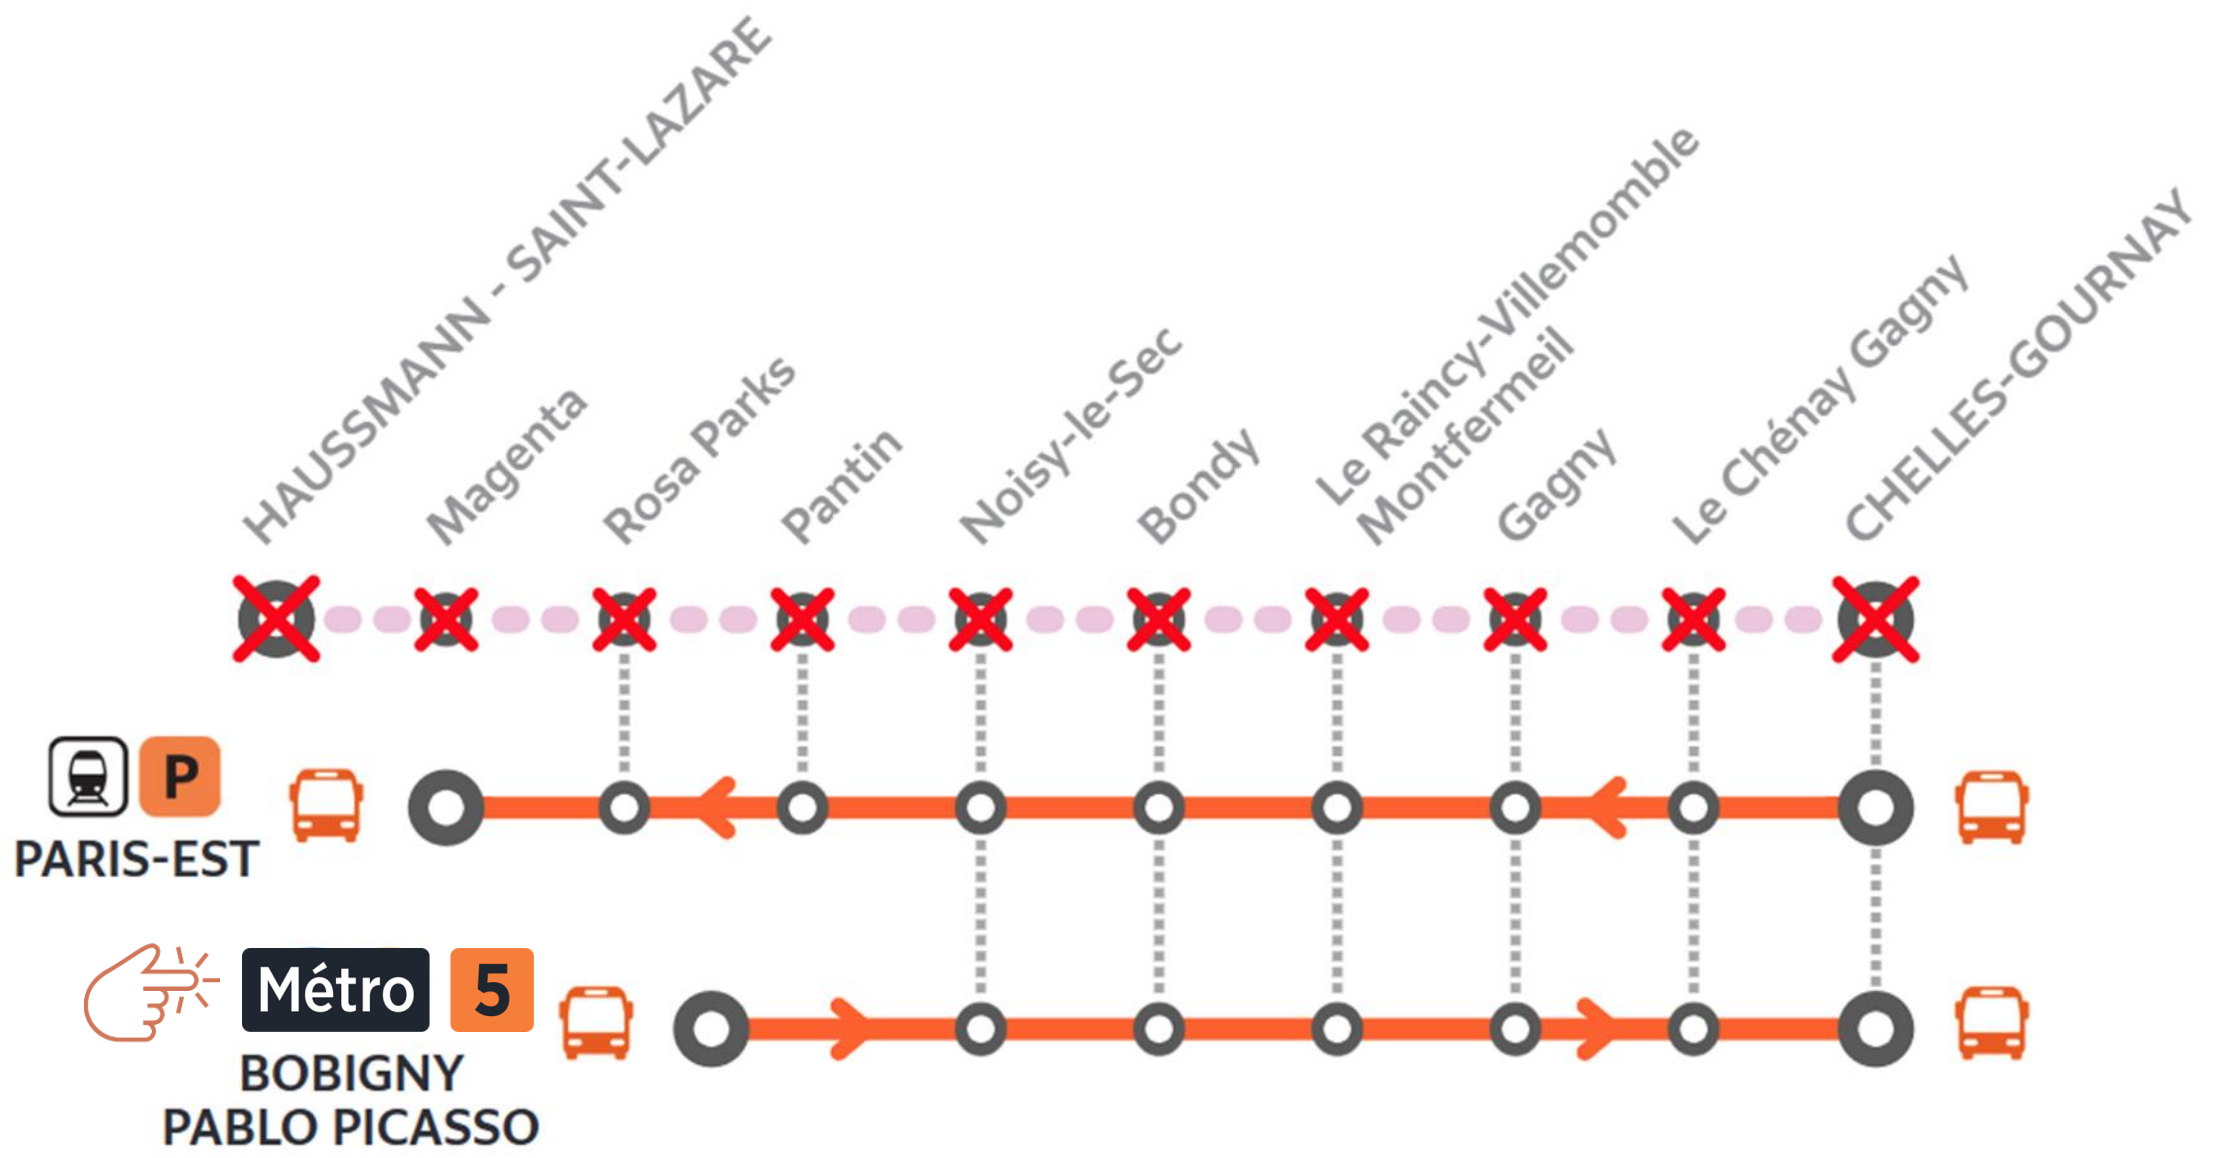 HAUSSMANN - SAINT-LAZARE
Magenta
Rosa Parks
Pantin
Noisy-le-Sec
Bondy
Le Raincy-Villemomble
Montfermeil
Gagny
Le Chénay Gagny
CHELLES-GOURNAY
P
PARIS-EST
Métro 5
BOBIGNY
PABLO PICASSO